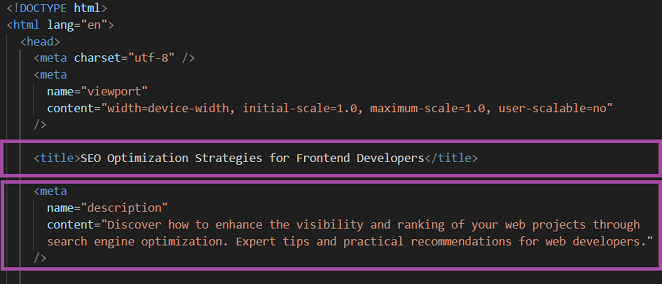 <!DOCTYPE html>
<html lang="en">
<head>
<meta charset="utf-8" />
<meta
name="viewport"
content="width=device-width, initial-scale=1.0, maximum-scale=1.0, user-scalable=no"
/>
<title>SEO Optimization Strategies for Frontend Developers</title>
<meta
name="description"
content="Discover how to enhance the visibility and ranking of your web projects through
search engine optimization. Expert tips and practical recommendations for web developers."
/>